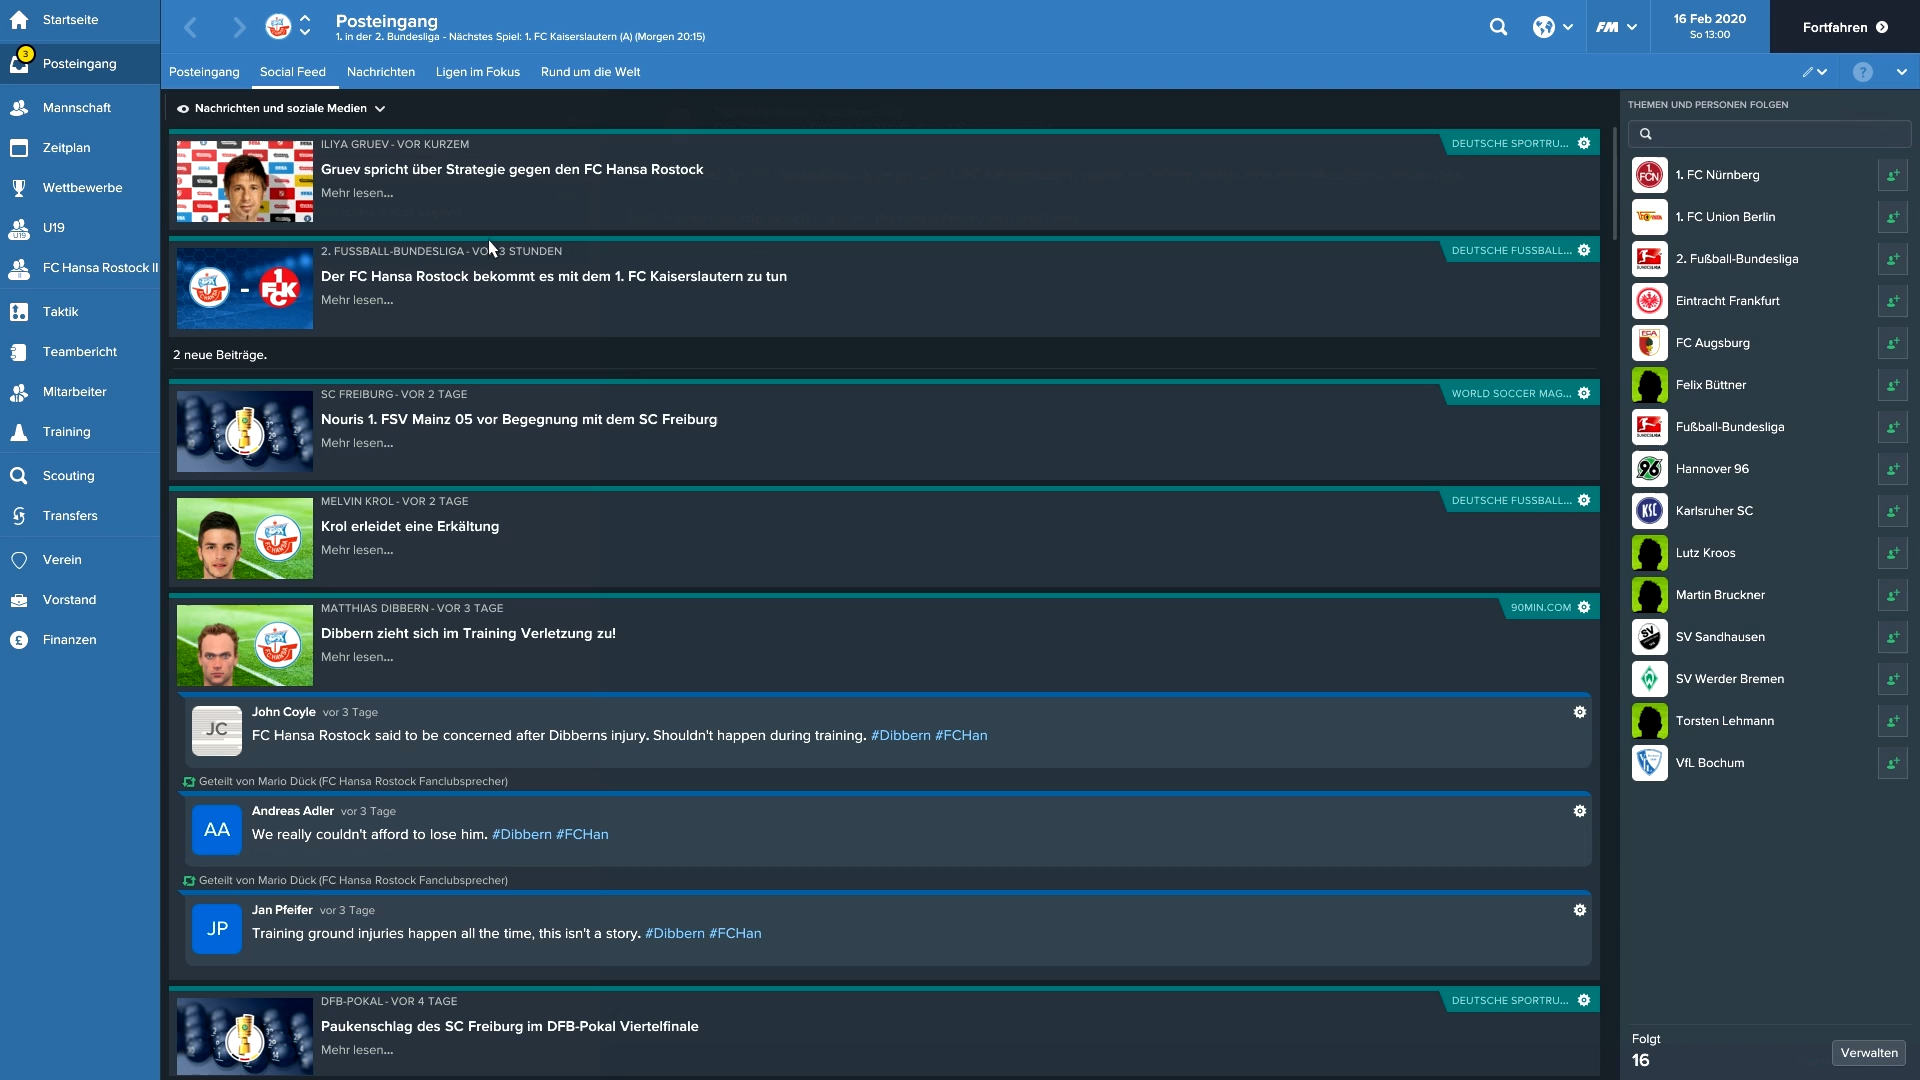 Startseite
3
Posteingang
Mannschaft
Zeitplan
Wettbewerbe
U19
U19
FC Hansa Rostock II
Taktik
Teambericht
Mitarbeiter
Training
Scouting
Transfers
Verein
Vorstand
Finanzen
Posteingang
1. in der 2. Bundesliga - Nächstes Spiel: 1. FC Kaiserslautern (A) (Morgen 20:15)
FM
16 Feb 2020
So 13:00
Fortfahren
Posteingang Social Feed Nachrichten Ligen im Fokus Rund um die Welt
?
Nachrichten und soziale Medien
ILIYA GRUEV - VOR KURZEM
DEUTSCHE SPORTRU...
Gruev spricht über Strategie gegen den FC Hansa Rostock
Mehr lesen...
2. FUSSBALL-BUNDESLIGA - VOR 3 STUNDEN
DEUTSCHE FUSSBALL...
Der FC Hansa Rostock bekommt es mit dem 1. FC Kaiserslautern zu tun
Mehr lesen...
2 neue Beiträge.
SC FREIBURG - VOR 2 TAGE
WORLD SOCCER MAG...
Nouris 1. FSV Mainz 05 vor Begegnung mit dem SC Freiburg
Mehr lesen...
MELVIN KROL - VOR 2 TAGE
DEUTSCHE FUSSBALL...
Krol erleidet eine Erkältung
Mehr lesen...
MATTHIAS DIBBERN - VOR 3 TAGE
90MIN.COM
Dibbern zieht sich im Training Verletzung zu!
Mehr lesen...
JC
John Coyle vor 3 Tage
FC Hansa Rostock said to be concerned after Dibberns injury. Shouldn't happen during training. #Dibbern #FCHan
Geteilt von Mario Dück (FC Hansa Rostock Fanclubsprecher)
AA
Andreas Adler vor 3 Tage
We really couldn't afford to lose him. #Dibbern #FCHan
Geteilt von Mario Dück (FC Hansa Rostock Fanclubsprecher)
JP
Jan Pfeifer vor 3 Tage
Training ground injuries happen all the time, this isn't a story. #Dibbern #FCHan
DFB-POKAL - VOR 4 TAGE
DEUTSCHE SPORTRU...
Paukenschlag des SC Freiburg im DFB-Pokal Viertelfinale
Mehr lesen...
THEMEN UND PERSONEN FOLGEN
1. FC Nürnberg
1. FC Union Berlin
2. Fußball-Bundesliga
Eintracht Frankfurt
FC Augsburg
Felix Büttner
Fußball-Bundesliga
Hannover 96
Karlsruher SC
Lutz Kroos
Martin Bruckner
SV Sandhausen
SV Werder Bremen
Torsten Lehmann
VfL Bochum
Folgt
16
Verwalten